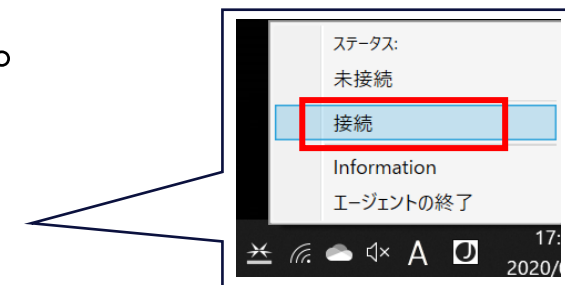 。
ステータス:
未接続
接続
Information
エージェントの終了
A
17:
2020/